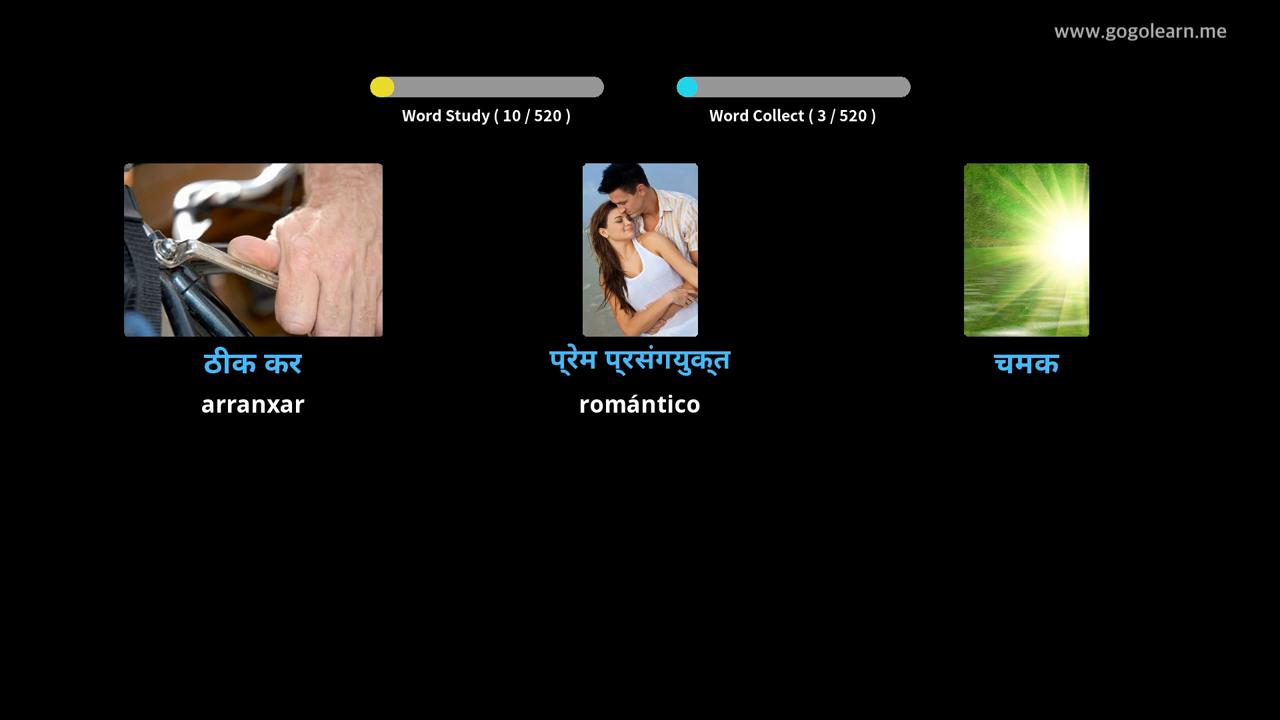 www.gogolearn.me
Word Study ( 10 / 520 )
Word Collect ( 3 / 520 )
ठीक कर
प्रेम प्रसंगयुक्त
चमक
arranxar
romántico